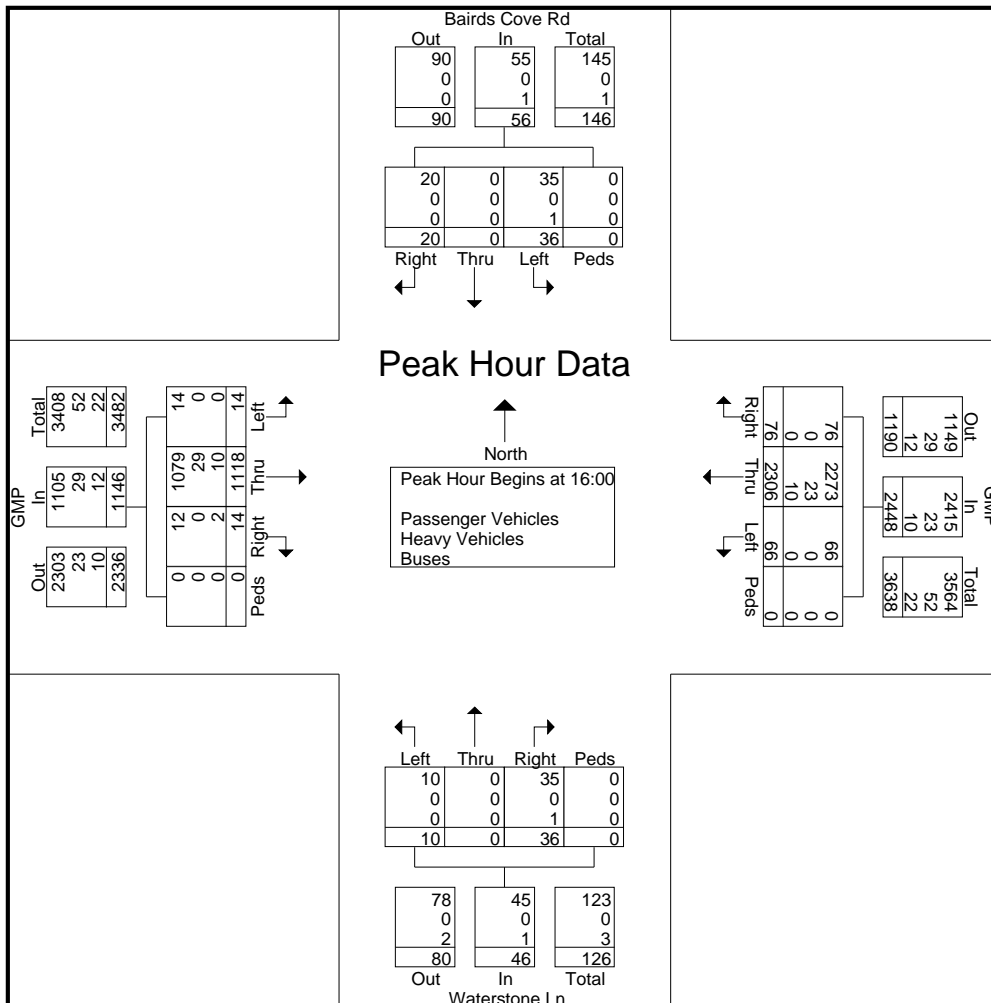 Bairds Cove Rd
Out In Total
90 55 145
0 0 0
0 1 1
90 56 146
20 0 35 0
0 0 0 0
0 0 1 0
20 0 36 0
Right Thru Left Peds
Peak Hour Data
North
Peak Hour Begins at 16:00
Passenger Vehicles
Heavy Vehicles
Buses
GMP
Total
3408 52 22 3482
In
1105 29 12 1146
Out
2303 23 10 2336
14 0 0 14
Left
1079 29 10 1118
Thru
12 0 2 14
Right
0 0 0 0
Peds
Right
76 0 0 76
Thru
2273 23 10 2306
Left
66 0 0 66
Peds
0 0 0 0
Out
1149 29 12 1190
In
2415 23 10 2448
Total
3564 52 22 3638
GMP
Left Thru Right Peds
10 0 35 0
0 0 0 0
0 0 1 0
10 0 36 0
78 45 123
0 0 0
2 1 3
80 46 126
Out In Total
Waterstone Ln